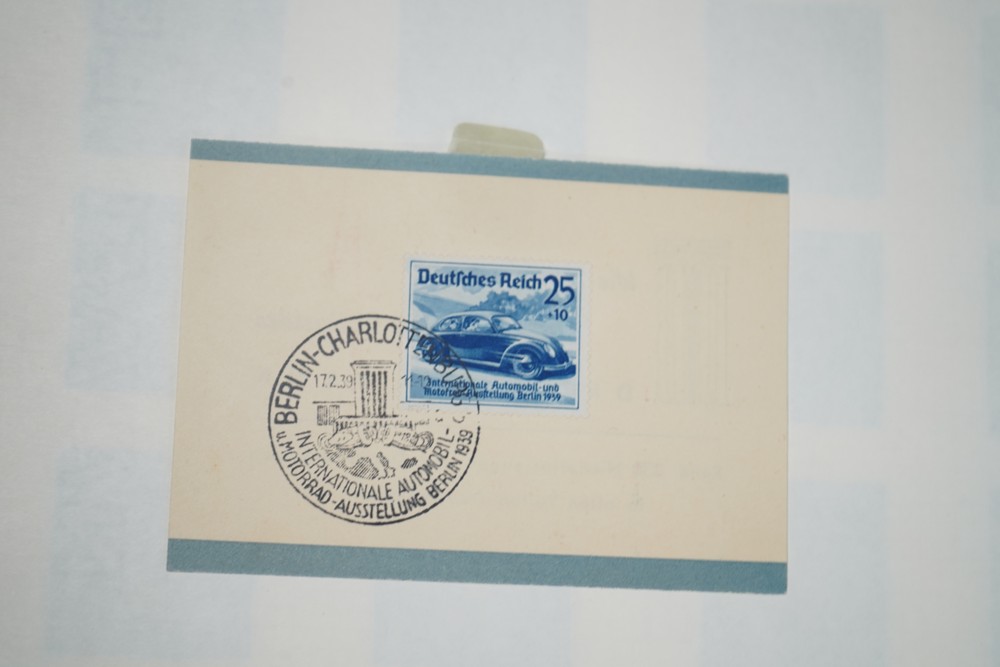 Deutsches Reich 25
+10
Internationale Automobil- und
Motorrad-Ausstellung Berlin 1939
BERLIN-CHARLOTTENBURG 5
17.2.39
INTERNATIONALE AUTOMOBIL-
u. MOTORRAD-AUSSTELLUNG BERLIN 1939